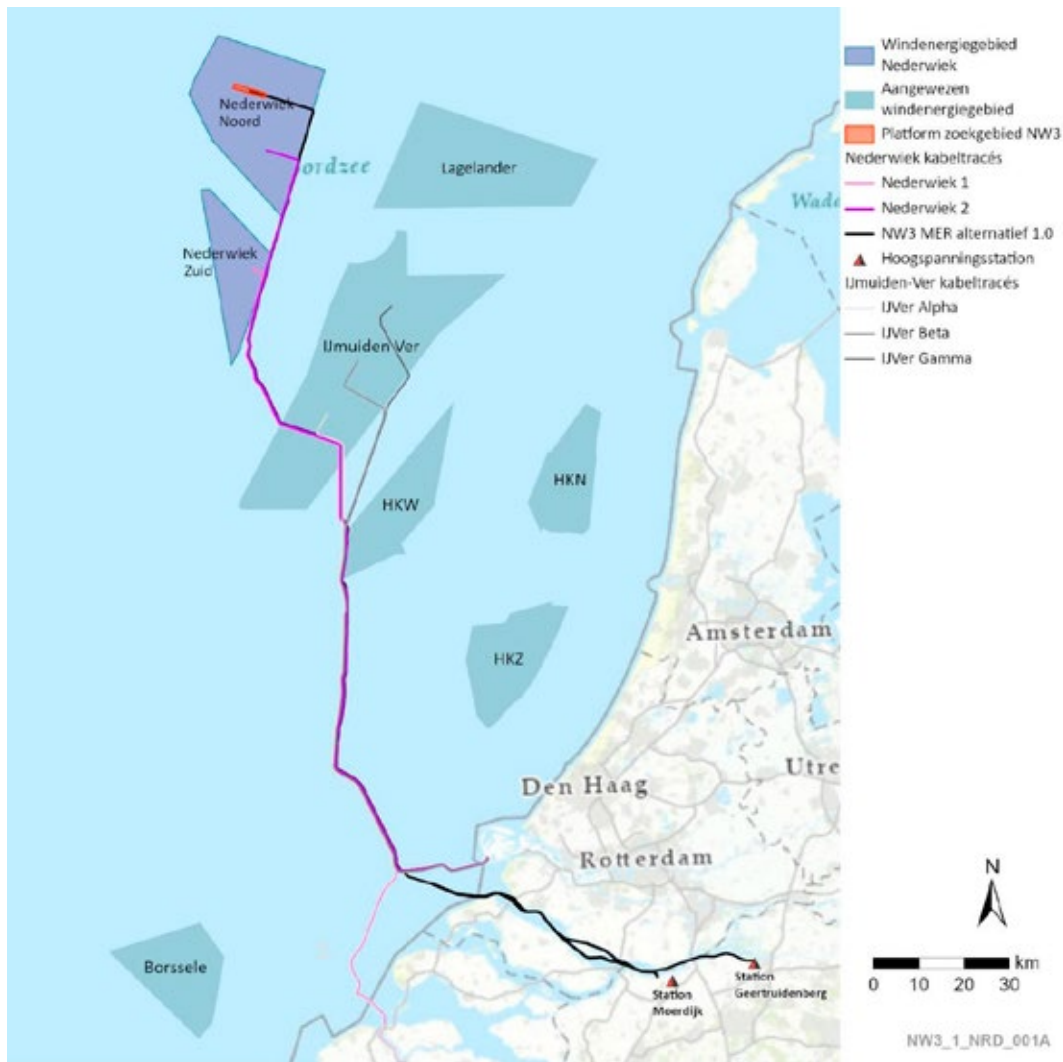 Nederwiek
Noord
ordzee
Lagelander
Wade
Nederwiek
Zuid
IJmuiden Ver
HKW
HKN
Amsterdam
HKZ
Utre
Den Haag
Rotterdam
Borssele
Station
Moerdijk
Station
Geertruidenberg
Windenergiegebied
Nederwiek
Aangewezen
windenergiegebied
Platform zoekgebied NW3
Nederwiek kabeltracés
Nederwiek 1
Nederwiek 2
NW3 MER alternatief 1.0
Hoogspanningsstation
IJmuiden-Ver kabeltracés
IJVer Alpha
IJVer Beta
IJVer Gamma
N
km
0 10 20 30
NW3_1_NRD_001A